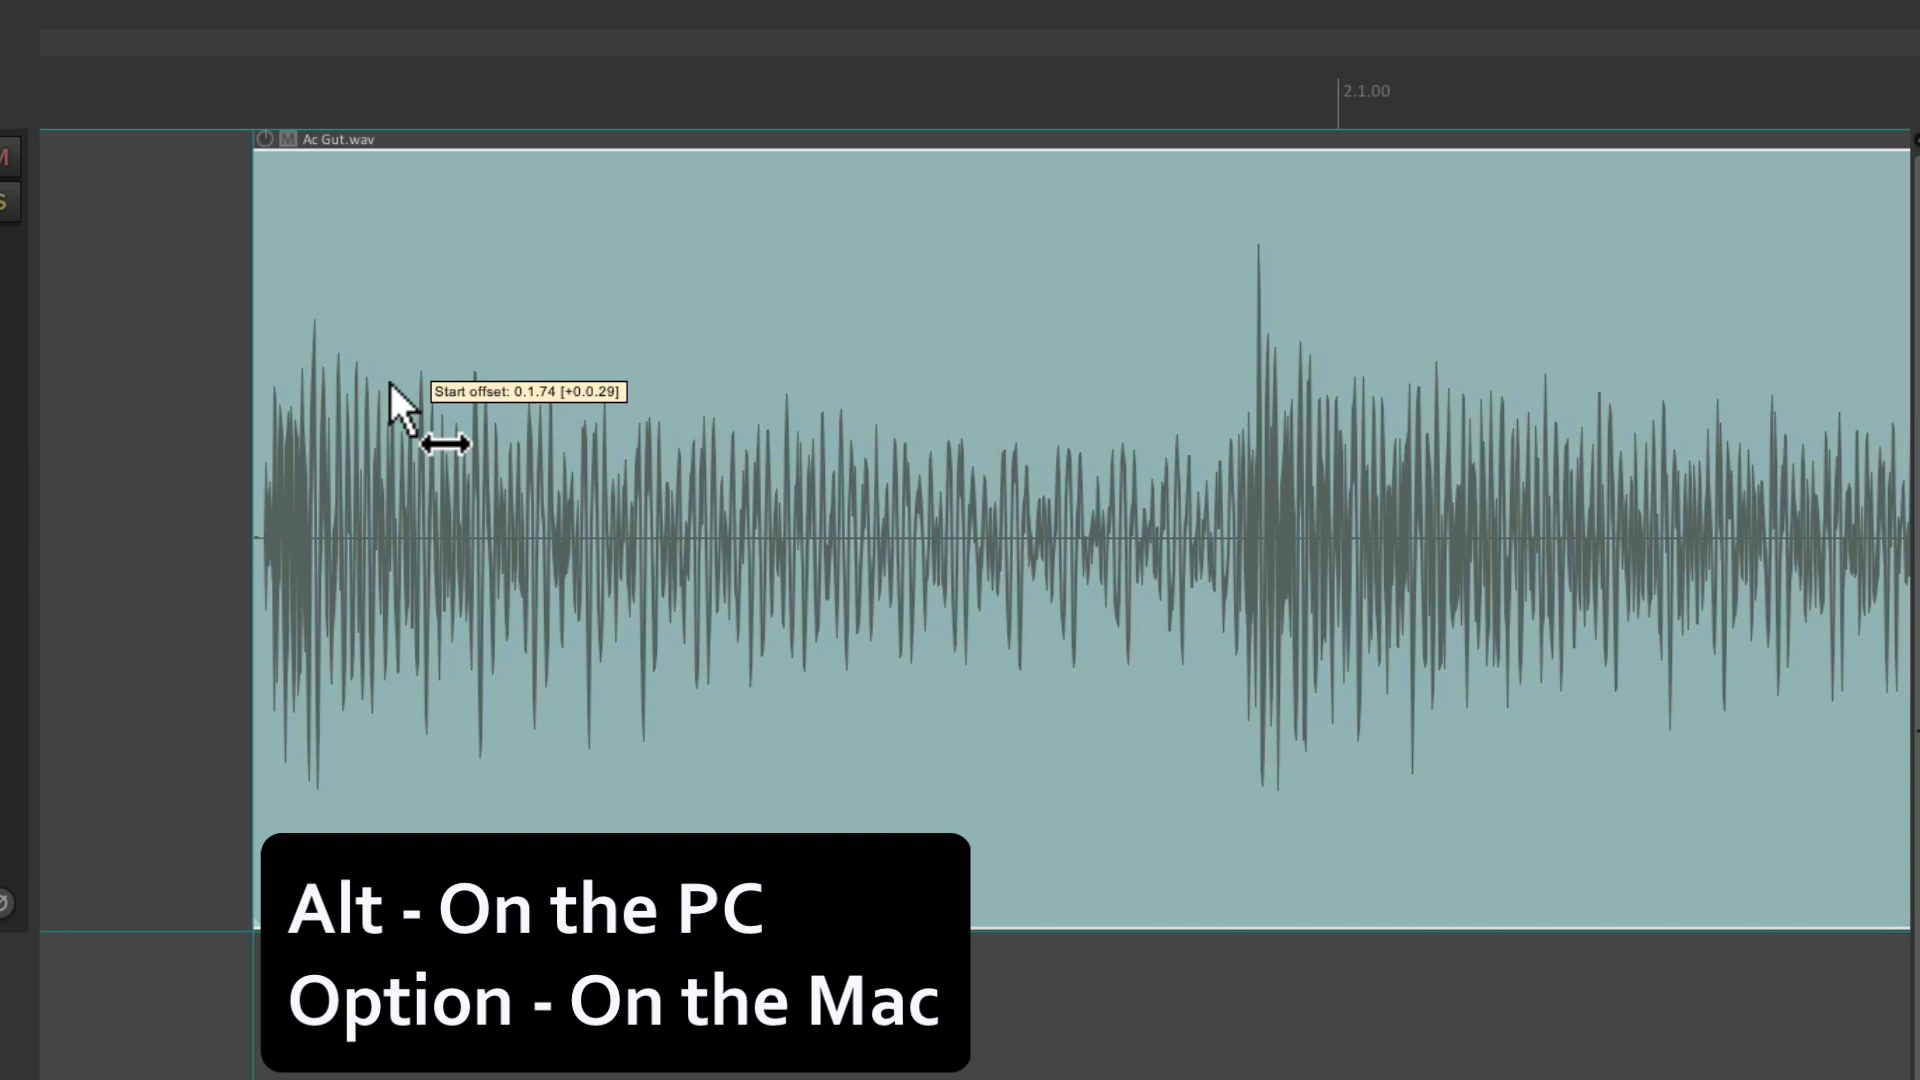 2.1.00
M Ac Gut.wav
M
S
Start offset: 0.1.74 [+0.0.29]
Alt - On the PC
Option - On the Mac